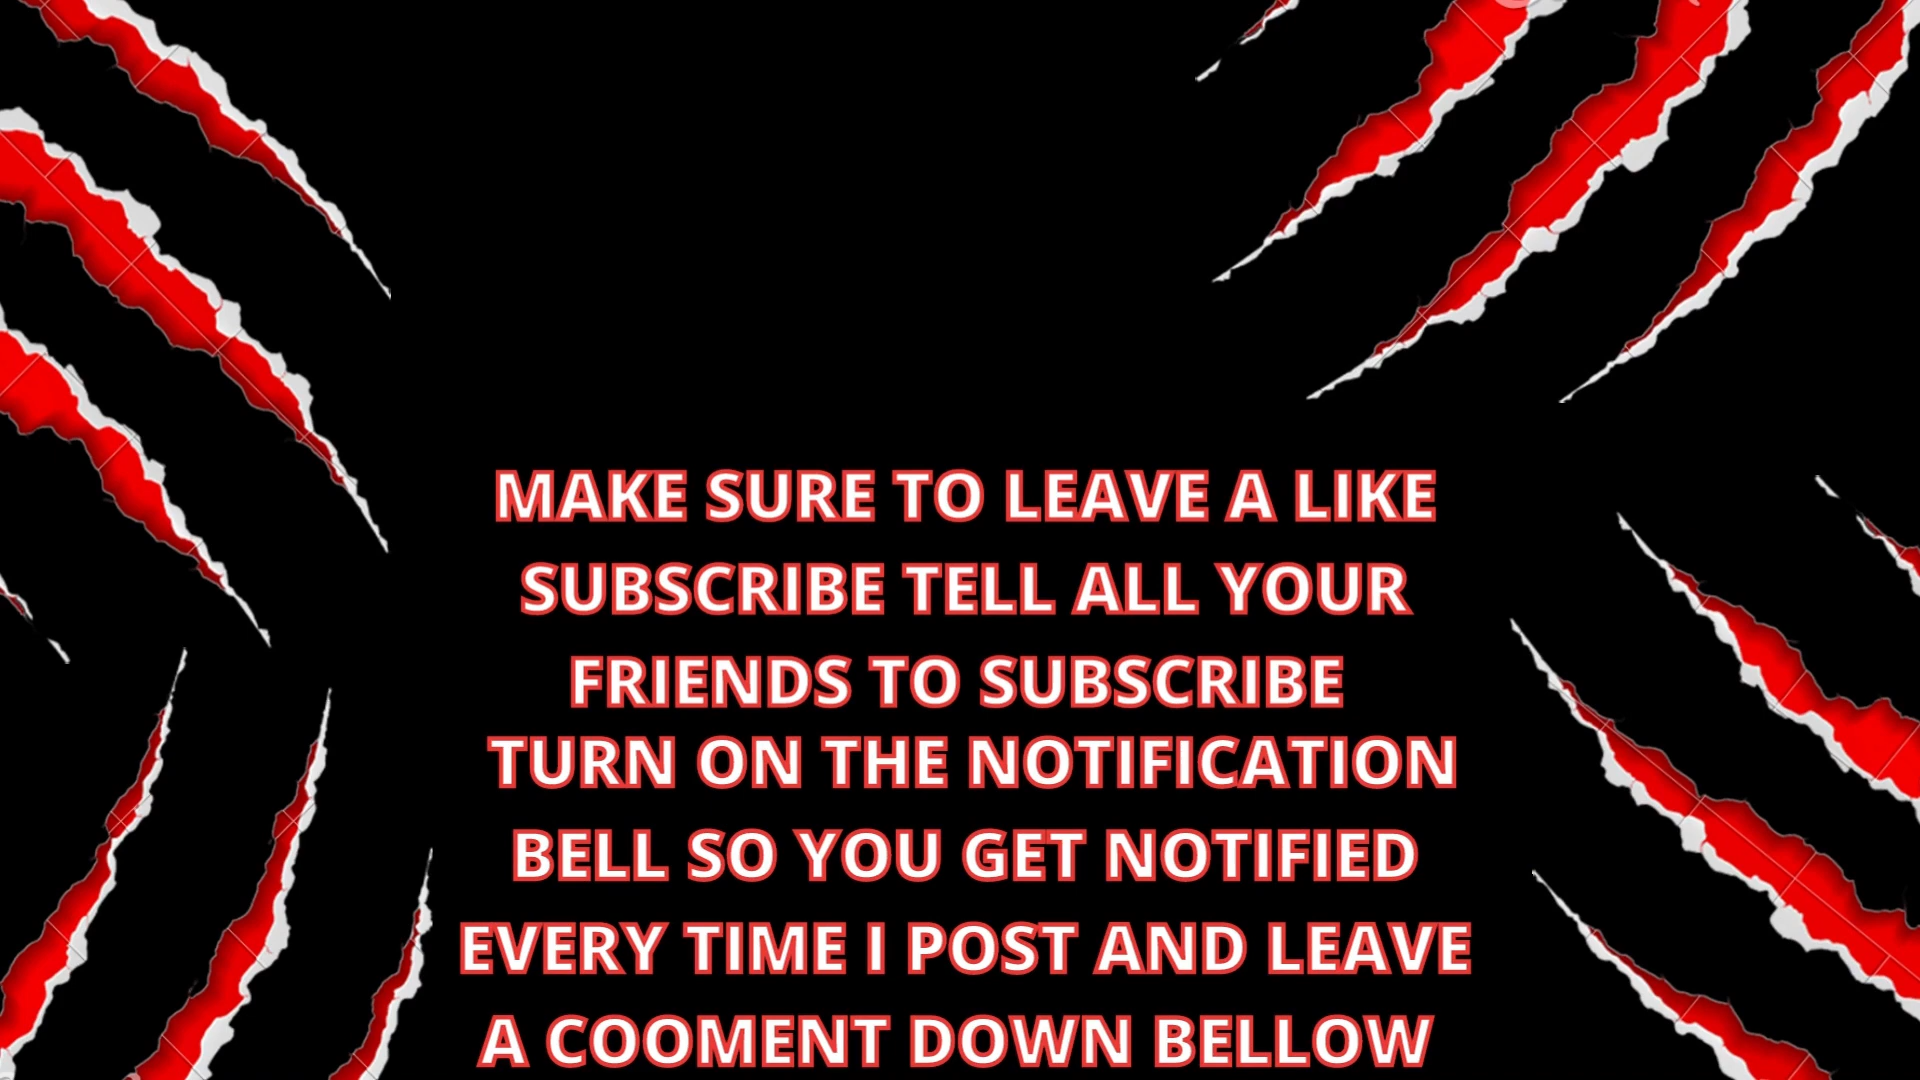 MAKE SURE TO LEAVE A LIKE
SUBSCRIBE TELL ALL YOUR
FRIENDS TO SUBSCRIBE
TURN ON THE NOTIFICATION
BELL SO YOU GET NOTIFIED
EVERY TIME I POST AND LEAVE
A COOMENT DOWN BELLOW